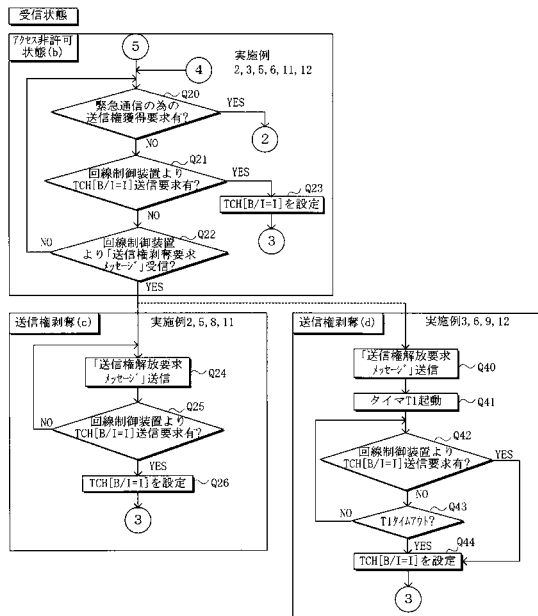 受信状態
アクセス非許可
状態(b)
5
4
実施例
2,3,5,6,11,12
Q20
緊急通信の為の
送信権獲得要求有?
YES
2
NO
Q21
回線制御装置より
TCH[B/I=I]送信要求有?
YES
Q23
TCH[B/I=I]を設定
3
NO
Q22
回線制御装置
より「送信権剥奪要求
メッセージ」受信?
NO
YES
送信権剥奪(c)
実施例2,5,8,11
「送信権解放要求
メッセージ」送信
Q24
Q25
回線制御装置より
TCH[B/I=I]送信要求有?
NO
YES
TCH[B/I=I]を設定
Q26
3
送信権剥奪(d)
実施例3,6,9,12
「送信権解放要求
メッセージ」送信
Q40
タイマT1起動
Q41
Q42
回線制御装置より
TCH[B/I=I]送信要求有?
YES
NO
Q43
T1タイムアウト?
NO
YES
Q44
TCH[B/I=I]を設定
3